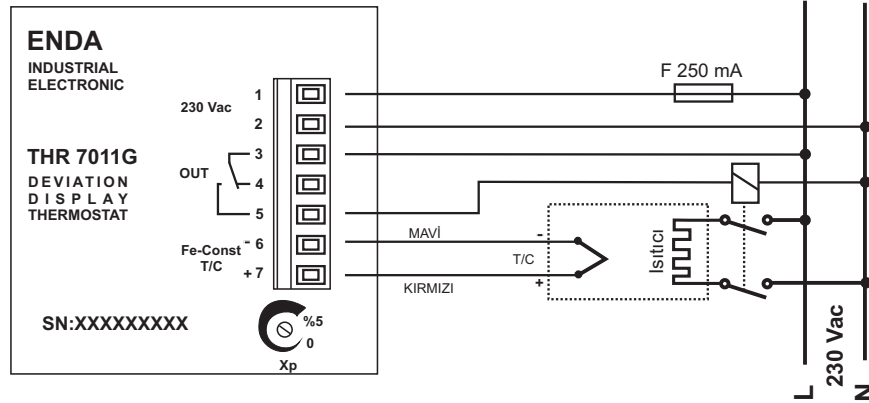 ENDA
INDUSTRIAL
ELECTRONIC
THR 7011G
DEVIATION
DISPLAY
THERMOSTAT
SN:XXXXXXXXX
230 Vac
1
2
OUT
3
4
5
Fe-Const
T/C
- 6
+ 7
%5
0
Xp
F 250 mA
MAVİ
KIRMIZI
-
T/C
+
Isıtıcı
L
230 Vac
N